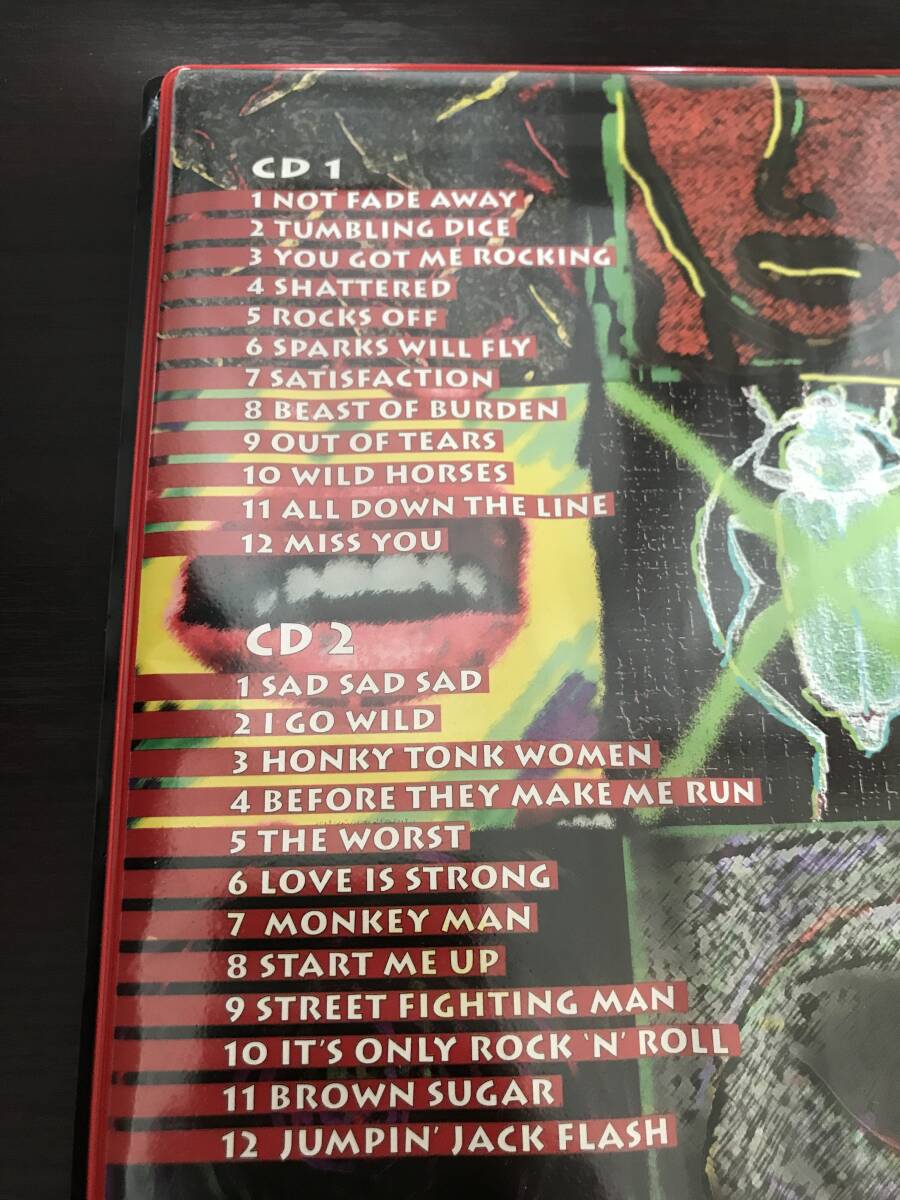 CD 1
1 NOT FADE AWAY
2 TUMBLING DICE
3 YOU GOT ME ROCKING
4 SHATTERED
5 ROCKS OFF
6 SPARKS WILL FLY
7 SATISFACTION
8 BEAST OF BURDEN
9 OUT OF TEARS
10 WILD HORSES
11 ALL DOWN THE LINE
12 MISS YOU
CD 2
1 SAD SAD SAD
2 I GO WILD
3 HONKY TONK WOMEN
4 BEFORE THEY MAKE ME RUN
5 THE WORST
6 LOVE IS STRONG
7 MONKEY MAN
8 START ME UP
9 STREET FIGHTING MAN
10 IT'S ONLY ROCK 'N' ROLL
11 BROWN SUGAR
12 JUMPIN' JACK FLASH